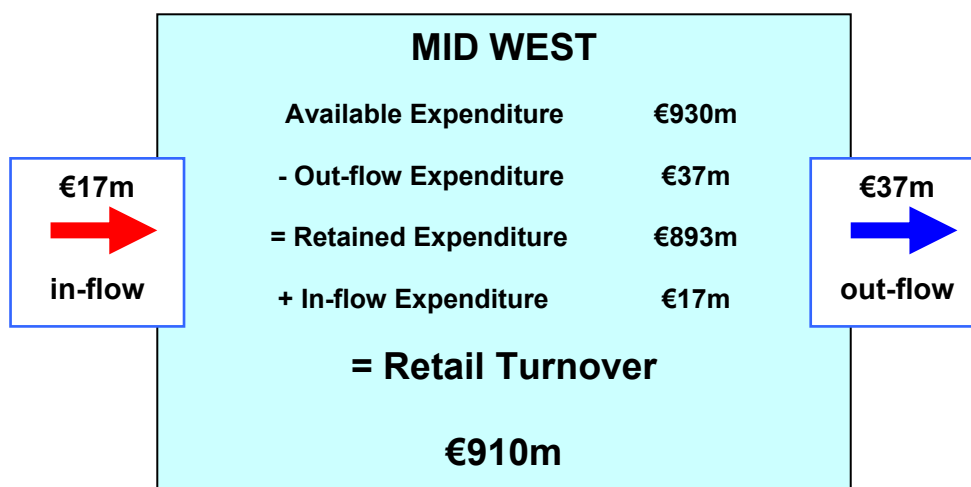 MID WEST
Available Expenditure €930m
- Out-flow Expenditure €37m
= Retained Expenditure €893m
+ In-flow Expenditure €17m
= Retail Turnover
€910m
€17m
in-flow
€37m
out-flow